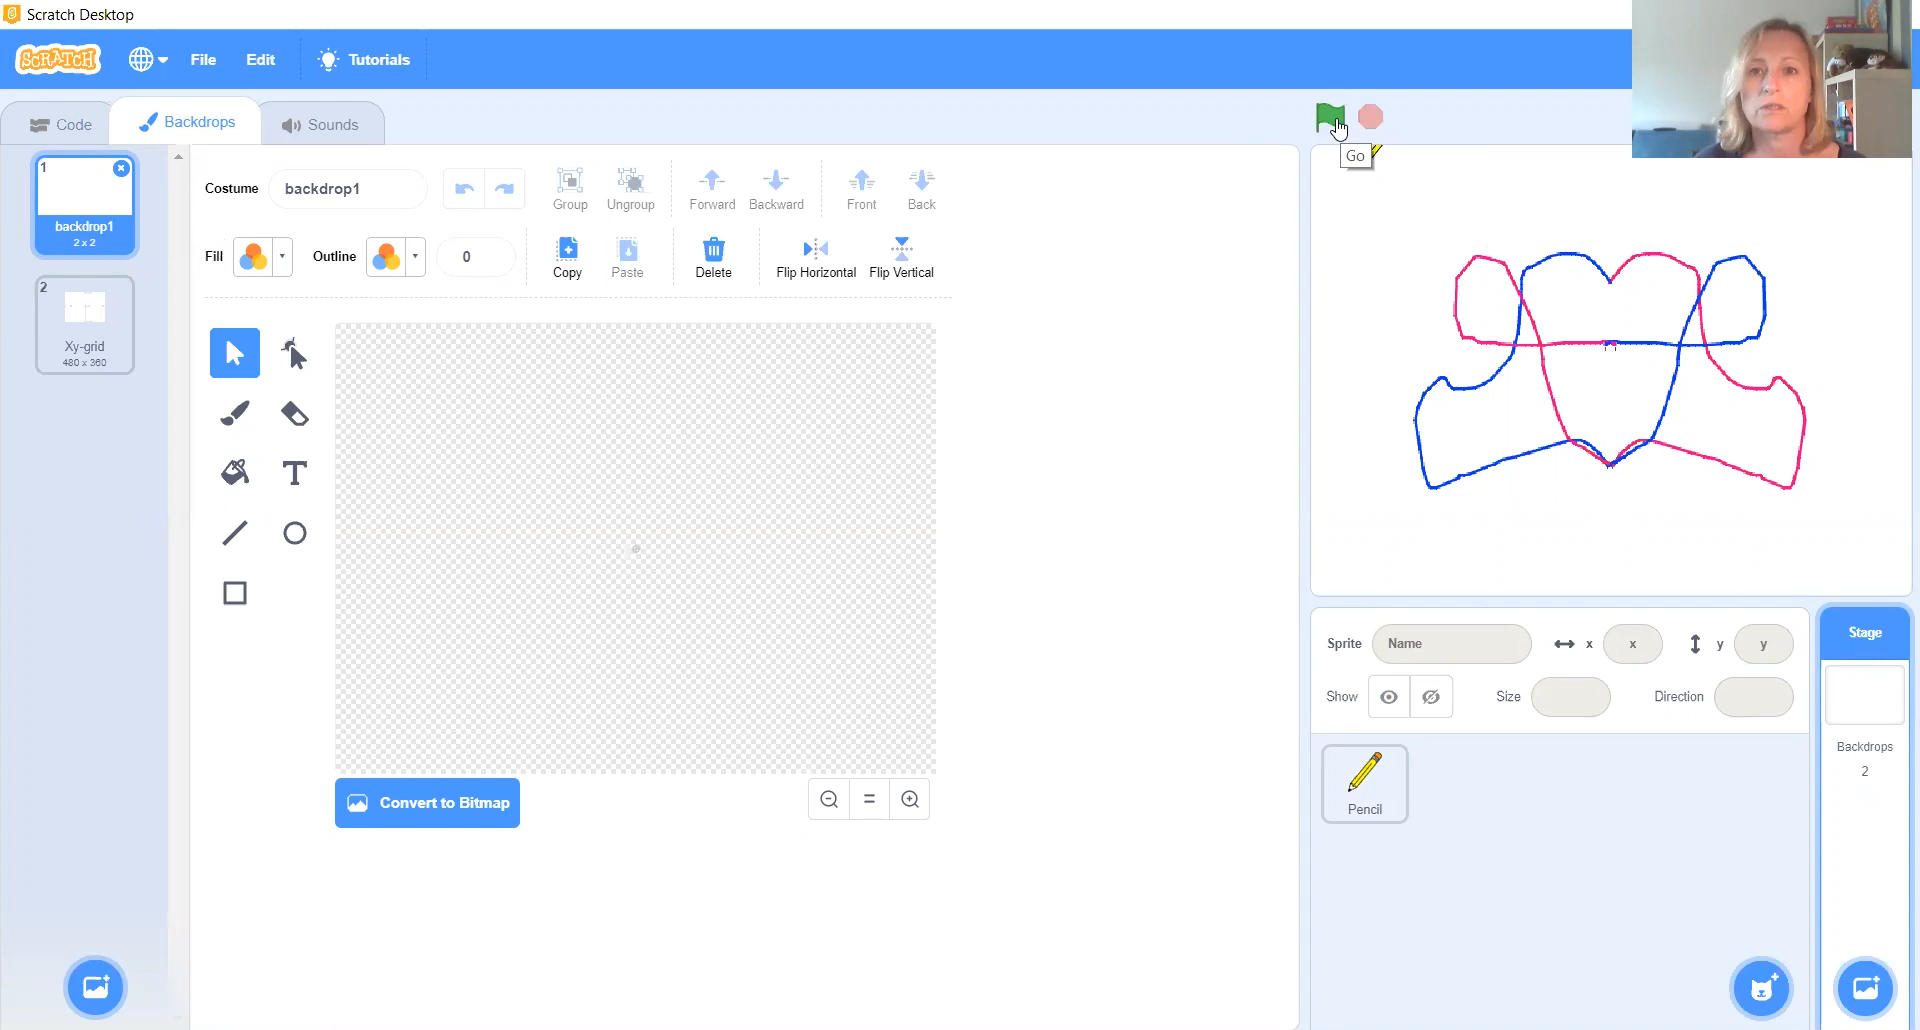 Scratch Desktop
SCRATCH File Edit Tutorials
Code Backdrops Sounds
Go
1
backdrop1
2 x 2
2
Xy-grid
480 x 360
Costume backdrop1 Group Ungroup Forward Backward Front Back
Fill Outline 0 Copy Paste Delete Flip Horizontal Flip Vertical
T
Convert to Bitmap
Sprite Name x x y y
Show Size Direction
Pencil
Stage
Backdrops
2